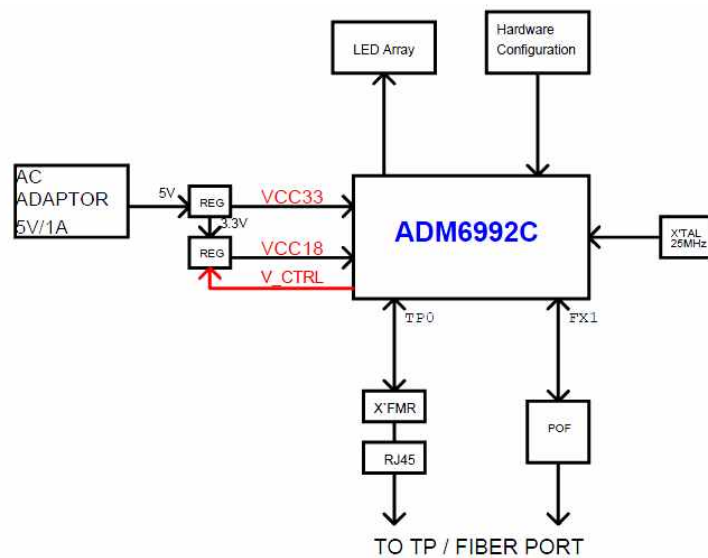 LED Array
Hardware
Configuration
AC
ADAPTOR
5V/1A
5V
REG
VCC33
3.3V
REG
VCC18
V_CTRL
ADM6992C
X'TAL
25MHz
TP0
FX1
X`FMR
RJ45
POF
TO TP / FIBER PORT